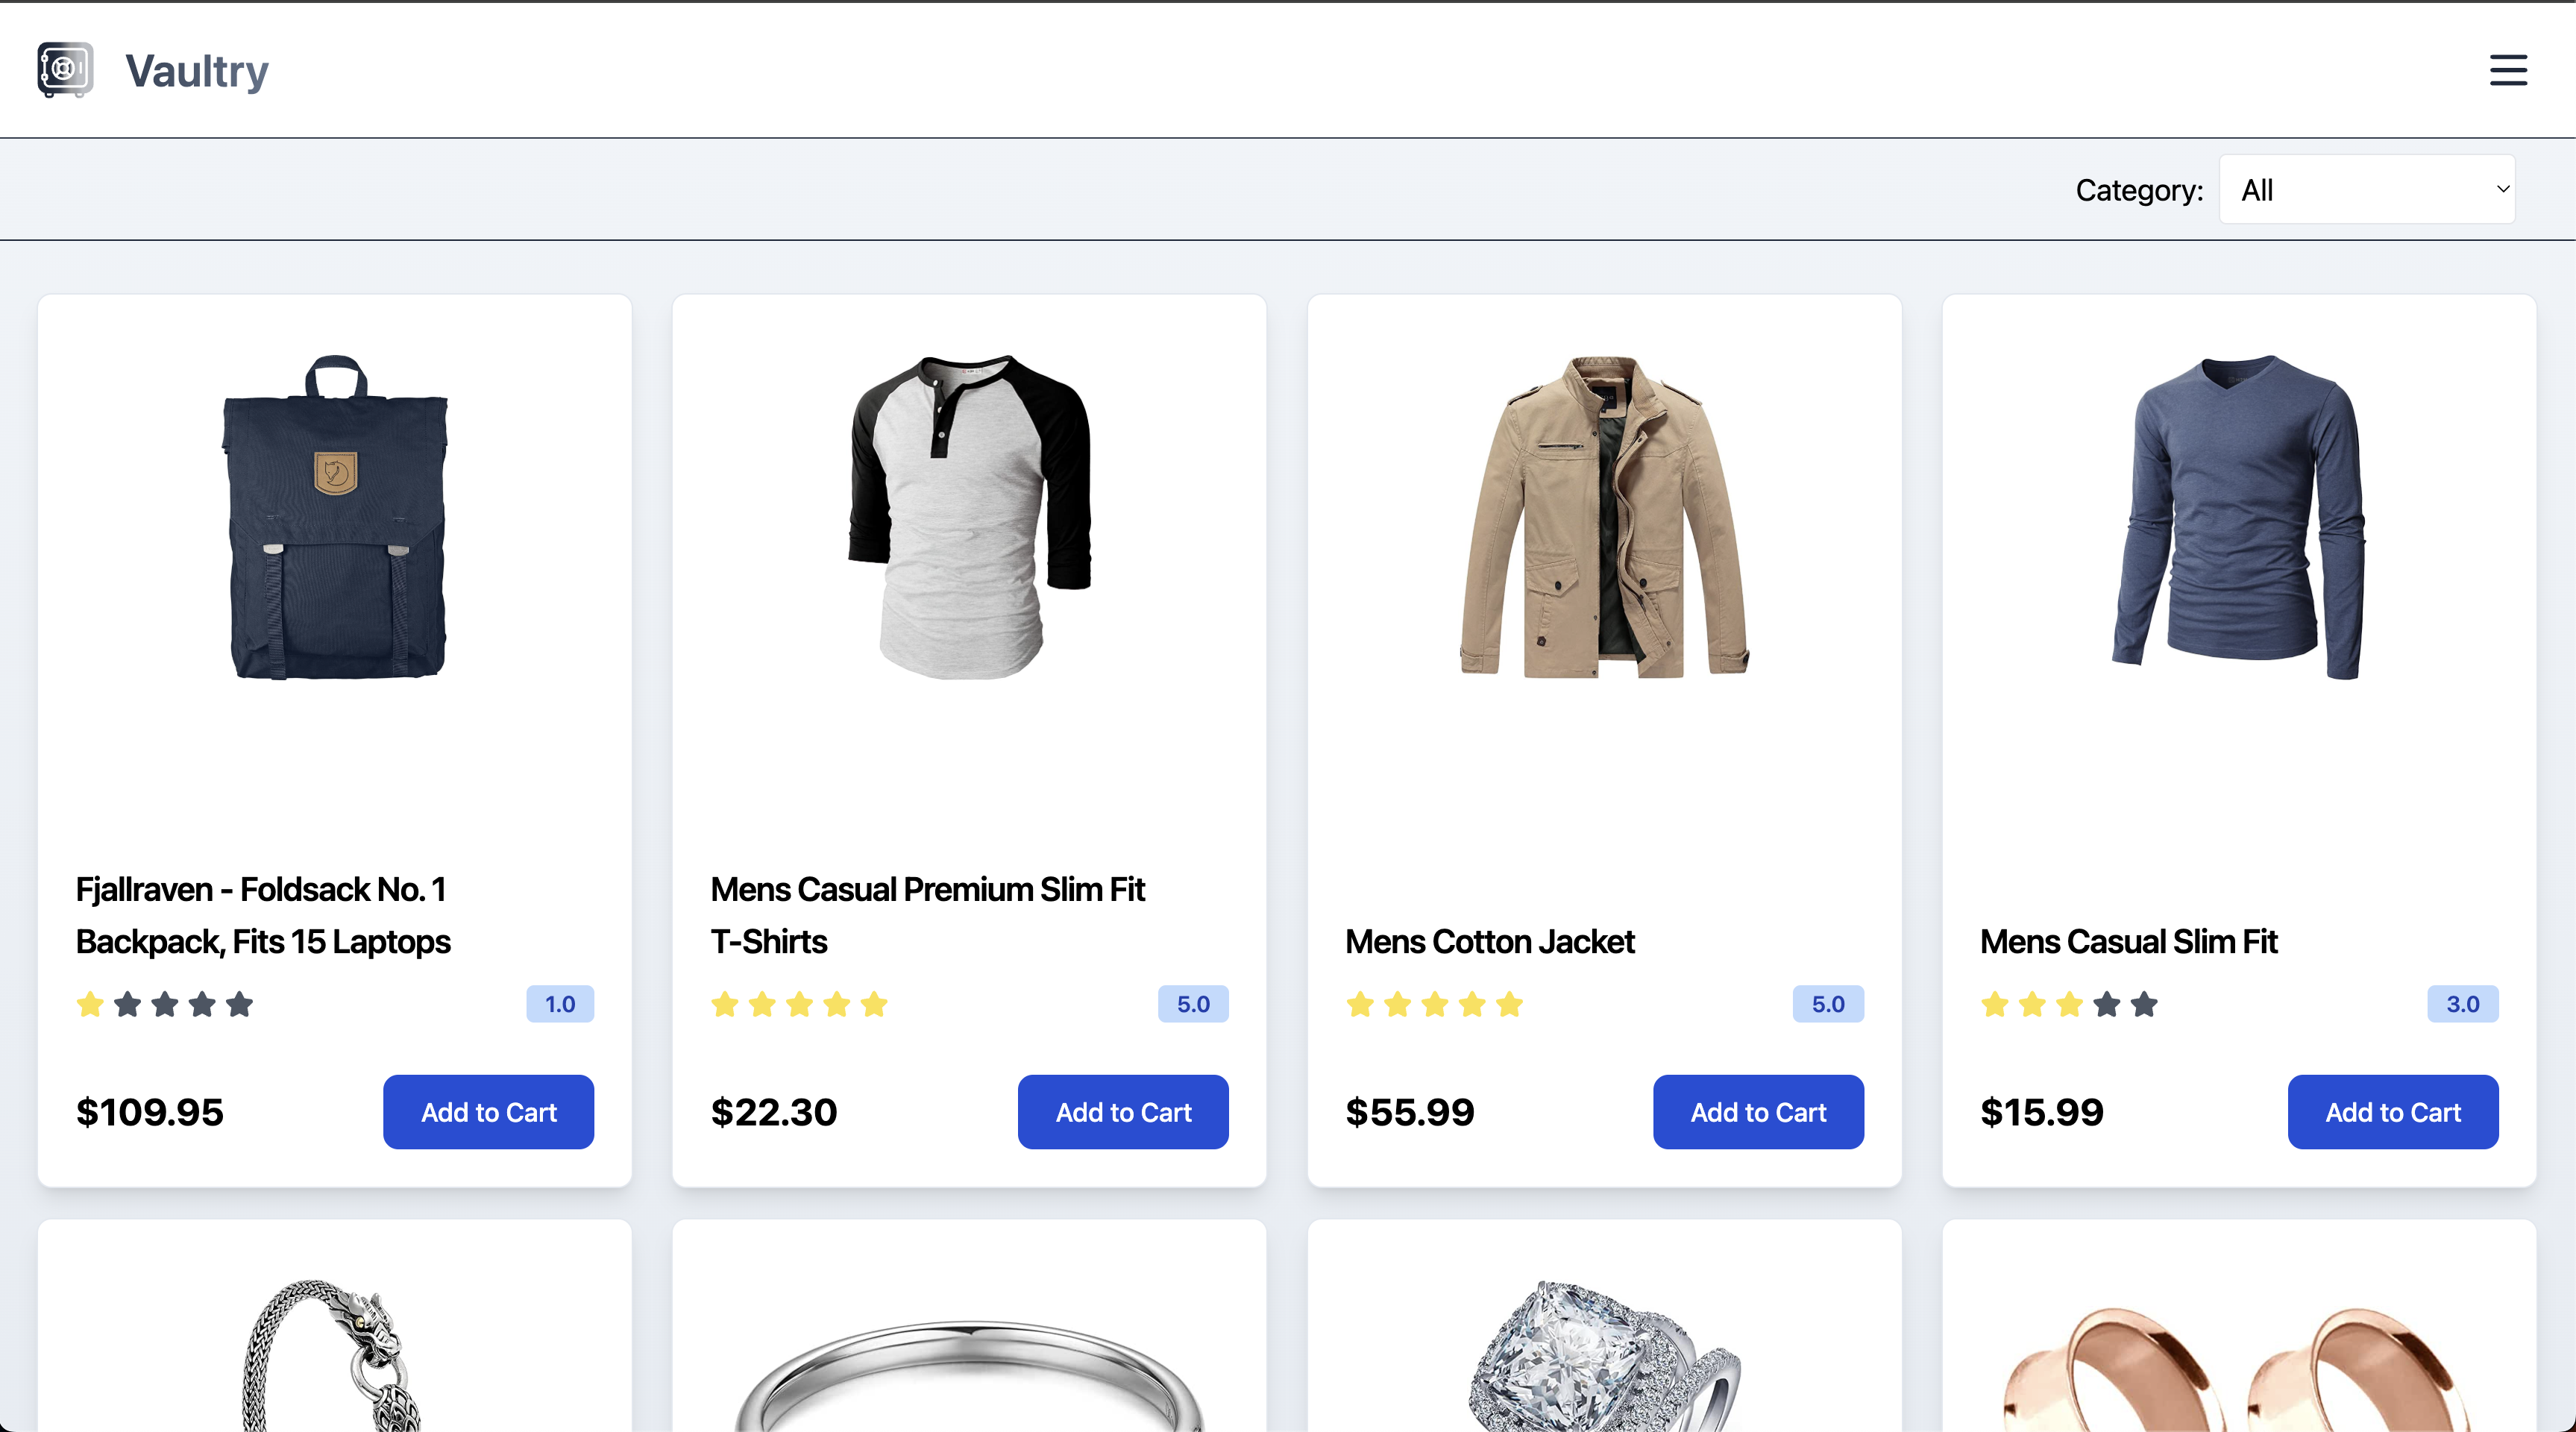 Vaultry
Category: All
Fjallraven - Foldsack No. 1
Backpack, Fits 15 Laptops
1.0
$109.95
Add to Cart
Mens Casual Premium Slim Fit
T-Shirts
5.0
$22.30
Add to Cart
Mens Cotton Jacket
5.0
$55.99
Add to Cart
Mens Casual Slim Fit
3.0
$15.99
Add to Cart